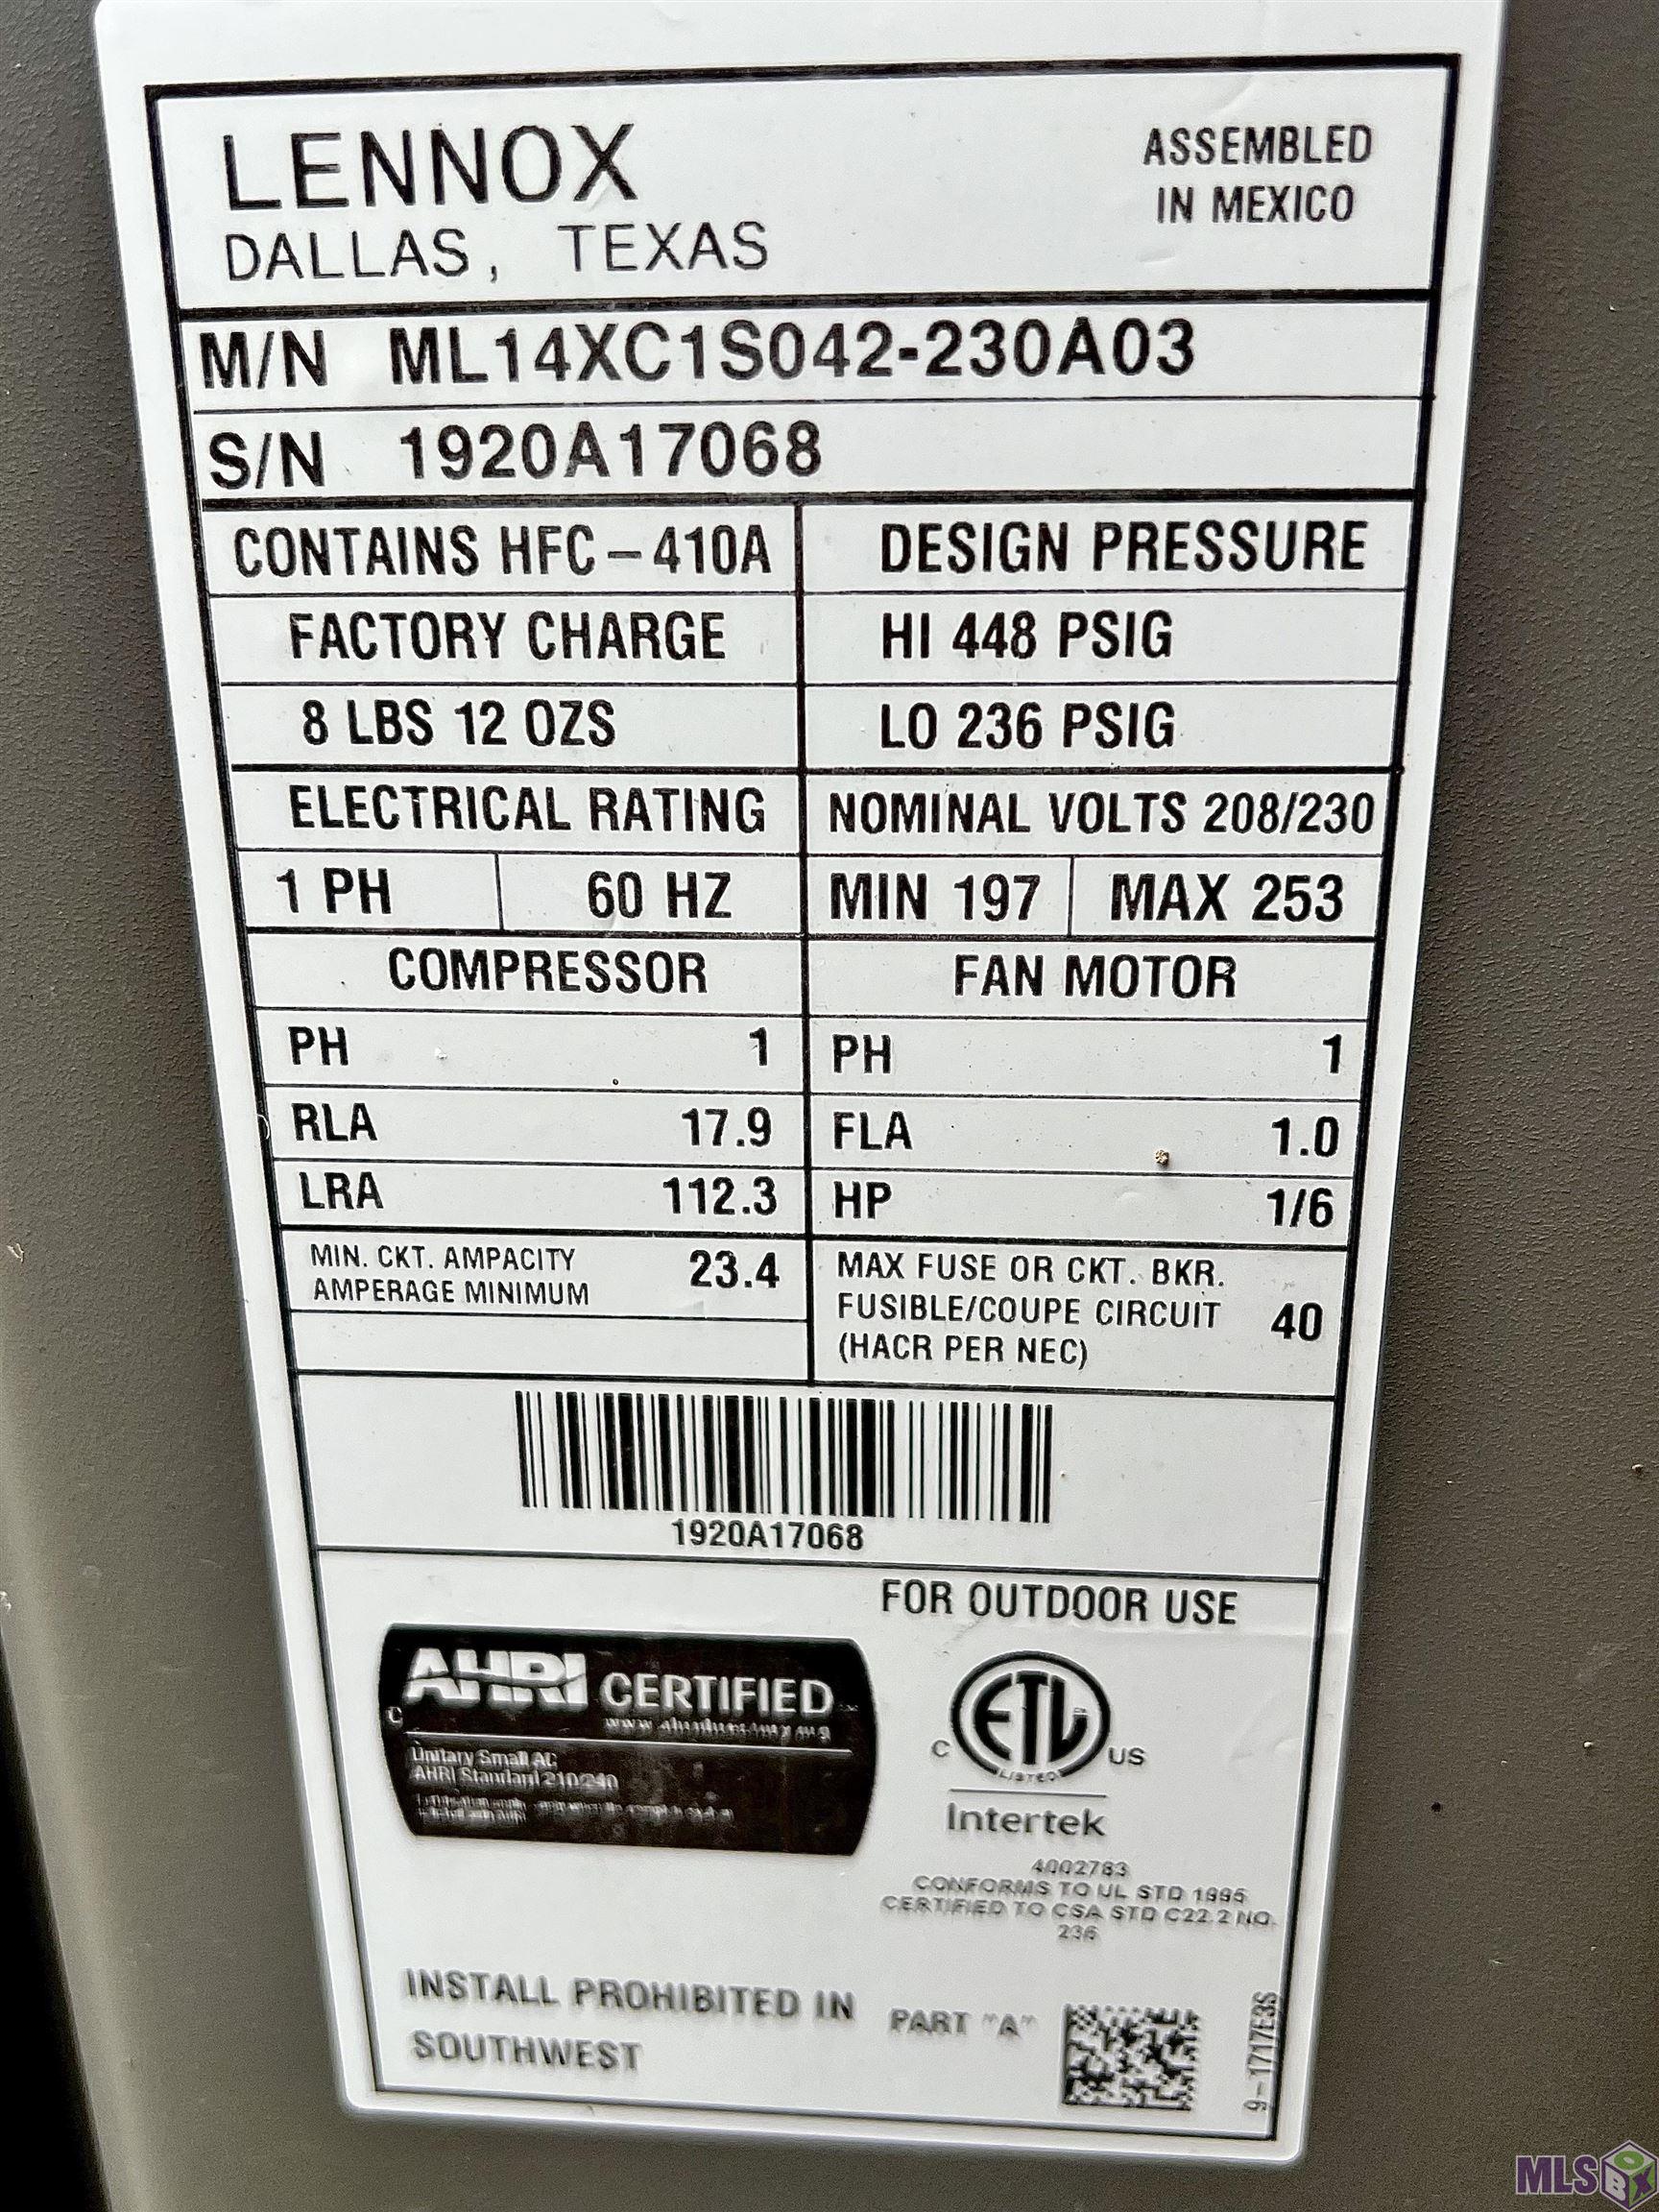 LENNOX
DALLAS, TEXAS
ASSEMBLED
IN MEXICO
M/N ML14XC1S042-230A03
S/N 1920A17068
CONTAINS HFC-410A
DESIGN PRESSURE
FACTORY CHARGE
HI 448 PSIG
8 LBS 12 OZS
LO 236 PSIG
ELECTRICAL RATING
NOMINAL VOLTS 208/230
1 PH 60 HZ
MIN 197 MAX 253
COMPRESSOR
FAN MOTOR
PH 1
PH 1
RLA 17.9
FLA 1.0
LRA 112.3
HP 1/6
MIN. CKT. AMPACITY
AMPERAGE MINIMUM 23.4
MAX FUSE OR CKT. BKR.
FUSIBLE/COUPE CIRCUIT 40
(HACR PER NEC)
1920A17068
FOR OUTDOOR USE
AHRI CERTIFIED
Unitary Small AC
AHRI Standard 210/240
C ETL US
LISTED
Intertek
4002783
CONFORMS TO UL STD 1995
CERTIFIED TO CSA STD C22.2 NO.
236
INSTALL PROHIBITED IN
SOUTHWEST
PART "A"
9-1717E3S
MLS BOX